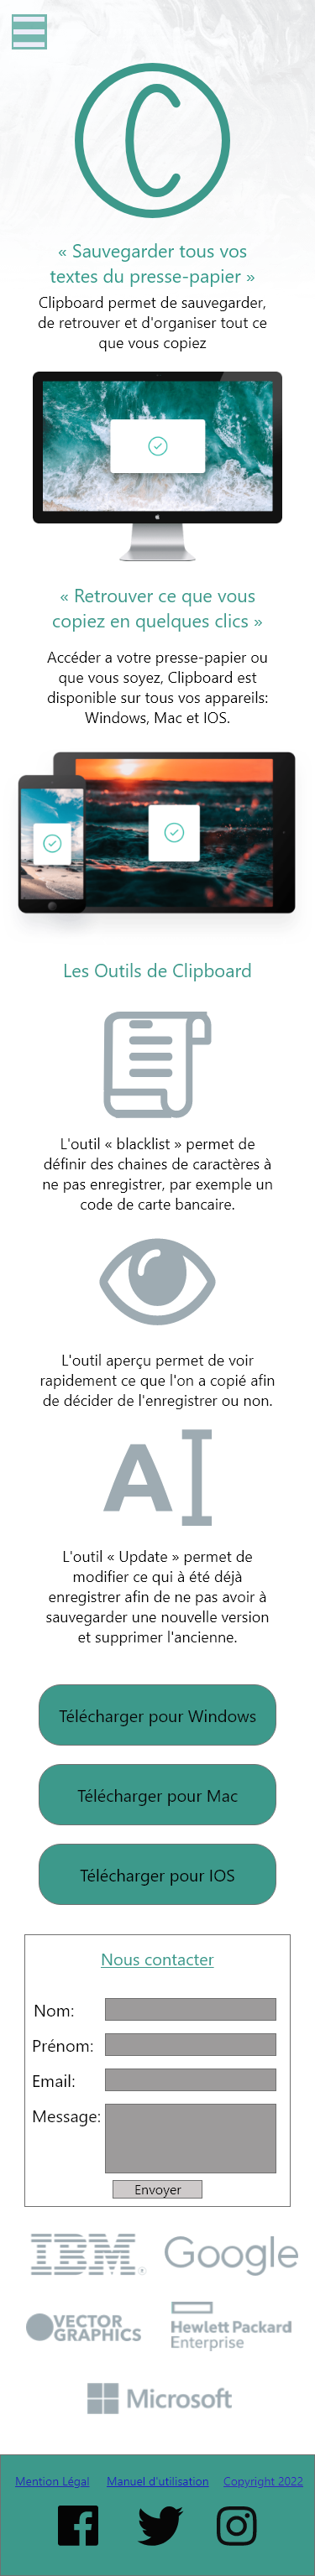 « Sauvegarder tous vos
textes du presse-papier »
Clipboard permet de sauvegarder,
de retrouver et d'organiser tout ce
que vous copiez
« Retrouver ce que vous
copiez en quelques clics »
Accéder a votre presse-papier ou
que vous soyez, Clipboard est
disponible sur tous vos appareils:
Windows, Mac et IOS.
Les Outils de Clipboard
L'outil « blacklist » permet de
définir des chaines de caractères à
ne pas enregistrer, par exemple un
code de carte bancaire.
L'outil aperçu permet de voir
rapidement ce que l'on a copié afin
de décider de l'enregistrer ou non.
AI
L'outil « Update » permet de
modifier ce qui à été déjà
enregistrer afin de ne pas avoir à
sauvegarder une nouvelle version
et supprimer l'ancienne.
Télécharger pour Windows
Télécharger pour Mac
Télécharger pour IOS
Nous contacter
Nom:
Prénom:
Email:
Message:
Envoyer
IBM Google
VECTOR
GRAPHICS
Hewlett Packard
Enterprise
Microsoft
Mention Légal Manuel d'utilisation Copyright 2022